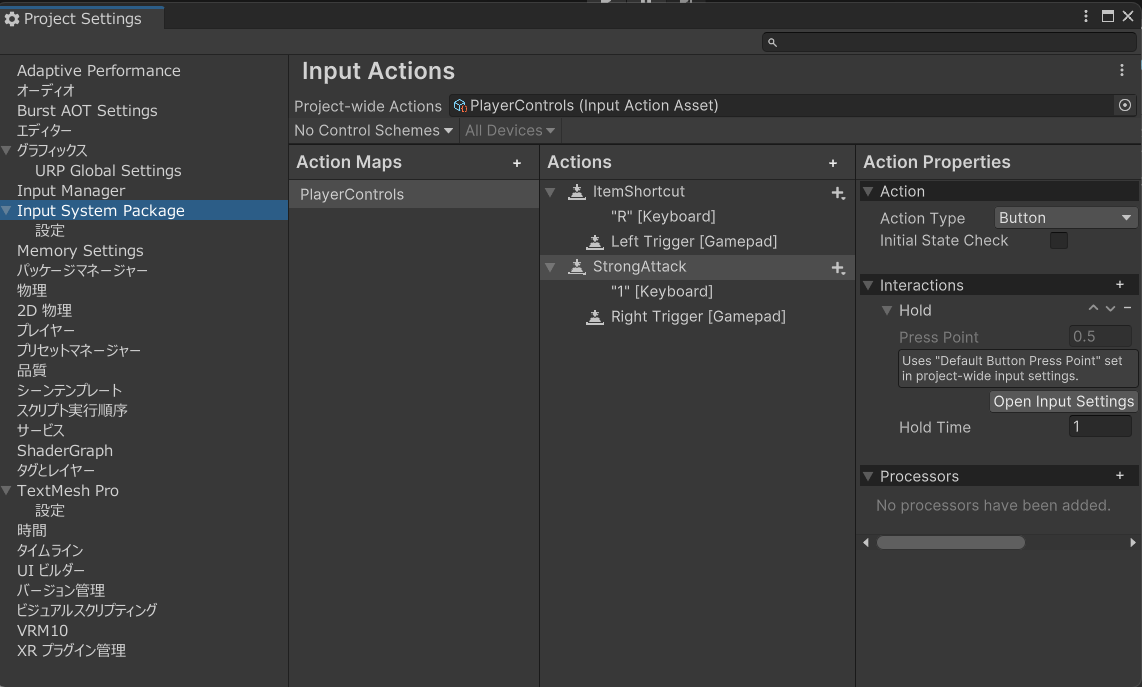 Project Settings
Adaptive Performance
オーディオ
Burst AOT Settings
エディター
グラフィックス
URP Global Settings
Input Manager
Input System Package
設定
Memory Settings
パッケージマネージャー
物理
2D 物理
プレイヤー
プリセットマネージャー
品質
シーンテンプレート
スクリプト実行順序
サービス
ShaderGraph
タグとレイヤー
TextMesh Pro
設定
時間
タイムライン
UI ビルダー
バージョン管理
ビジュアルスクリプティング
VRM10
XR プラグイン管理
Input Actions
Project-wide Actions PlayerControls (Input Action Asset)
No Control Schemes All Devices
Action Maps +
PlayerControls
Actions +
ItemShortcut +
"R" [Keyboard]
Left Trigger [Gamepad]
StrongAttack +
"1" [Keyboard]
Right Trigger [Gamepad]
Action Properties
Action
Action Type Button
Initial State Check
Interactions +
Hold
Press Point 0.5
Uses "Default Button Press Point" set
in project-wide input settings.
Open Input Settings
Hold Time 1
Processors +
No processors have been added.